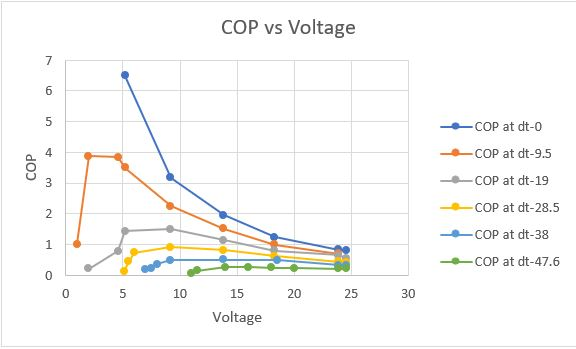 COP vs Voltage
7
6
5
4
3
2
1
0
COP
0 5 10 15 20 25 30
Voltage
COP at dt-0
COP at dt-9.5
COP at dt-19
COP at dt-28.5
COP at dt-38
COP at dt-47.6